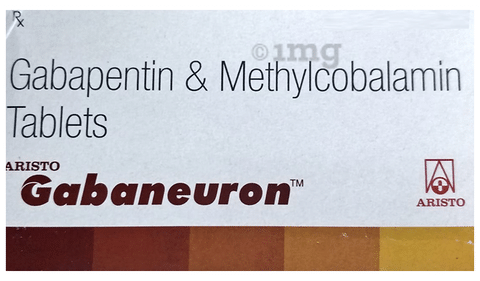 Rx
© 1mg
Gabapentin & Methylcobalamin
Tablets
ARISTO
Gabaneuron™
ARISTO